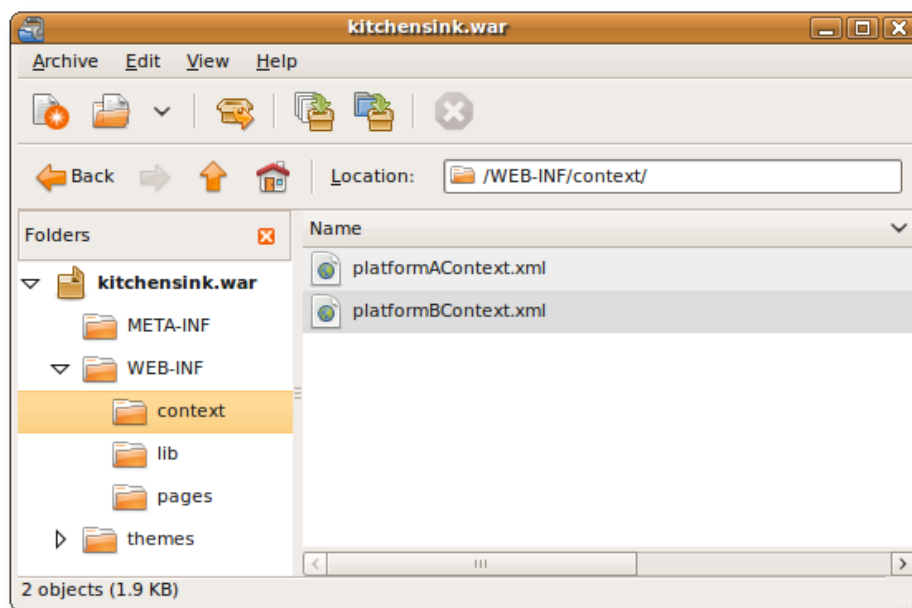 kitchensink.war
Archive Edit View Help
Back Location: /WEB-INF/context/
Folders
Name
kitchensink.war
META-INF
WEB-INF
context
lib
pages
themes
platformAContext.xml
platformBContext.xml
2 objects (1.9 KB)